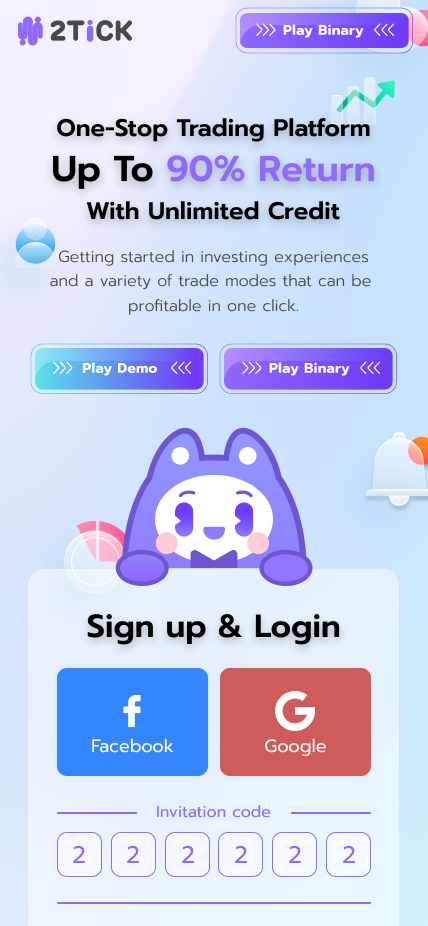 2TiCK
Play Binary
One-Stop Trading Platform
Up To 90% Return
With Unlimited Credit
Getting started in investing experiences
and a variety of trade modes that can be
profitable in one click.
Play Demo
Play Binary
Sign up & Login
Facebook
Google
Invitation code
2 2 2 2 2 2